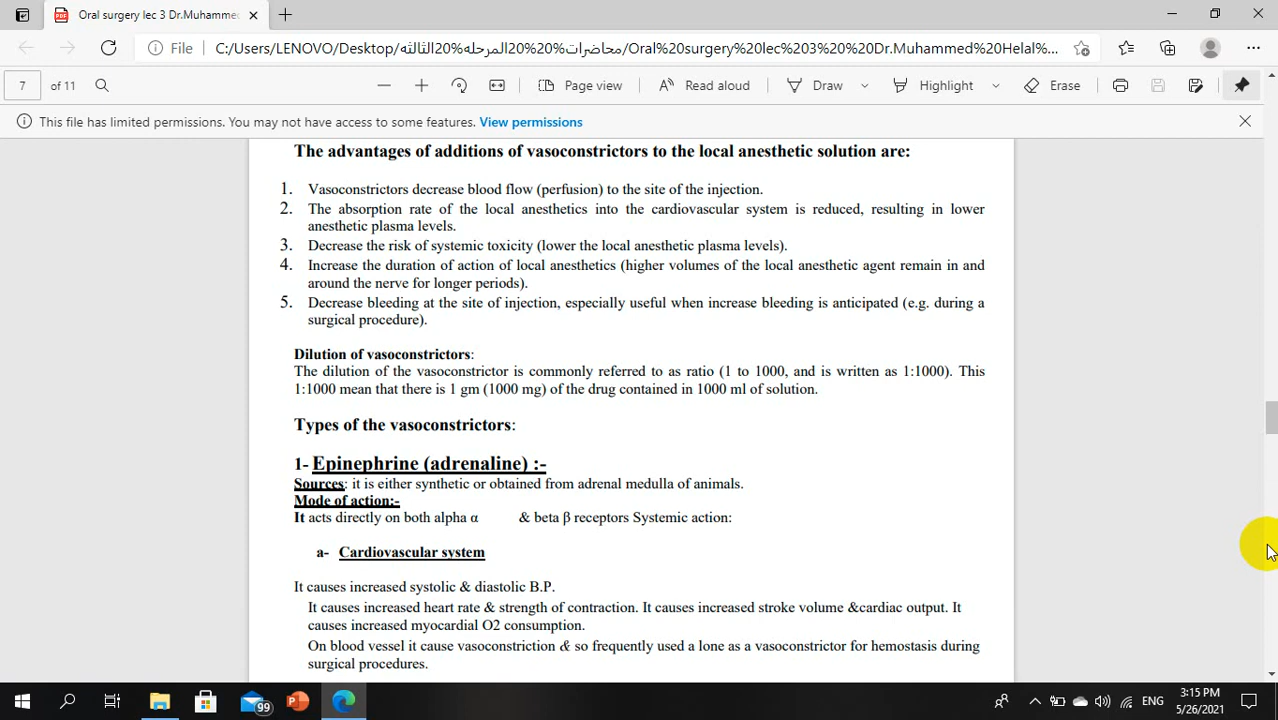 Oral surgery lec 3 Dr.Muhamme
File
C:/Users/LENOVO/Desktop/محاضرات%20%20المرحله%20الثالثه/Oral%20surgery%20lec%203%20%20Dr.Muhammed%20Helal%...
7 of 11
Page view
Read aloud
Draw
Highlight
Erase
This file has limited permissions. You may not have access to some features. View permissions
The advantages of additions of vasoconstrictors to the local anesthetic solution are:
1. Vasoconstrictors decrease blood flow (perfusion) to the site of the injection.
2. The absorption rate of the local anesthetics into the cardiovascular system is reduced, resulting in lower
anesthetic plasma levels.
3. Decrease the risk of systemic toxicity (lower the local anesthetic plasma levels).
4. Increase the duration of action of local anesthetics (higher volumes of the local anesthetic agent remain in and
around the nerve for longer periods).
5. Decrease bleeding at the site of injection, especially useful when increase bleeding is anticipated (e.g. during a
surgical procedure).
Dilution of vasoconstrictors:
The dilution of the vasoconstrictor is commonly referred to as ratio (1 to 1000, and is written as 1:1000). This
1:1000 mean that there is 1 gm (1000 mg) of the drug contained in 1000 ml of solution.
Types of the vasoconstrictors:
1- Epinephrine (adrenaline) :-
Sources: it is either synthetic or obtained from adrenal medulla of animals.
Mode of action:-
It acts directly on both alpha α & beta β receptors Systemic action:
a- Cardiovascular system
It causes increased systolic & diastolic B.P.
It causes increased heart rate & strength of contraction. It causes increased stroke volume &cardiac output. It
causes increased myocardial O2 consumption.
On blood vessel it cause vasoconstriction & so frequently used a lone as a vasoconstrictor for hemostasis during
surgical procedures.
99
ENG
3:15 PM
5/26/2021